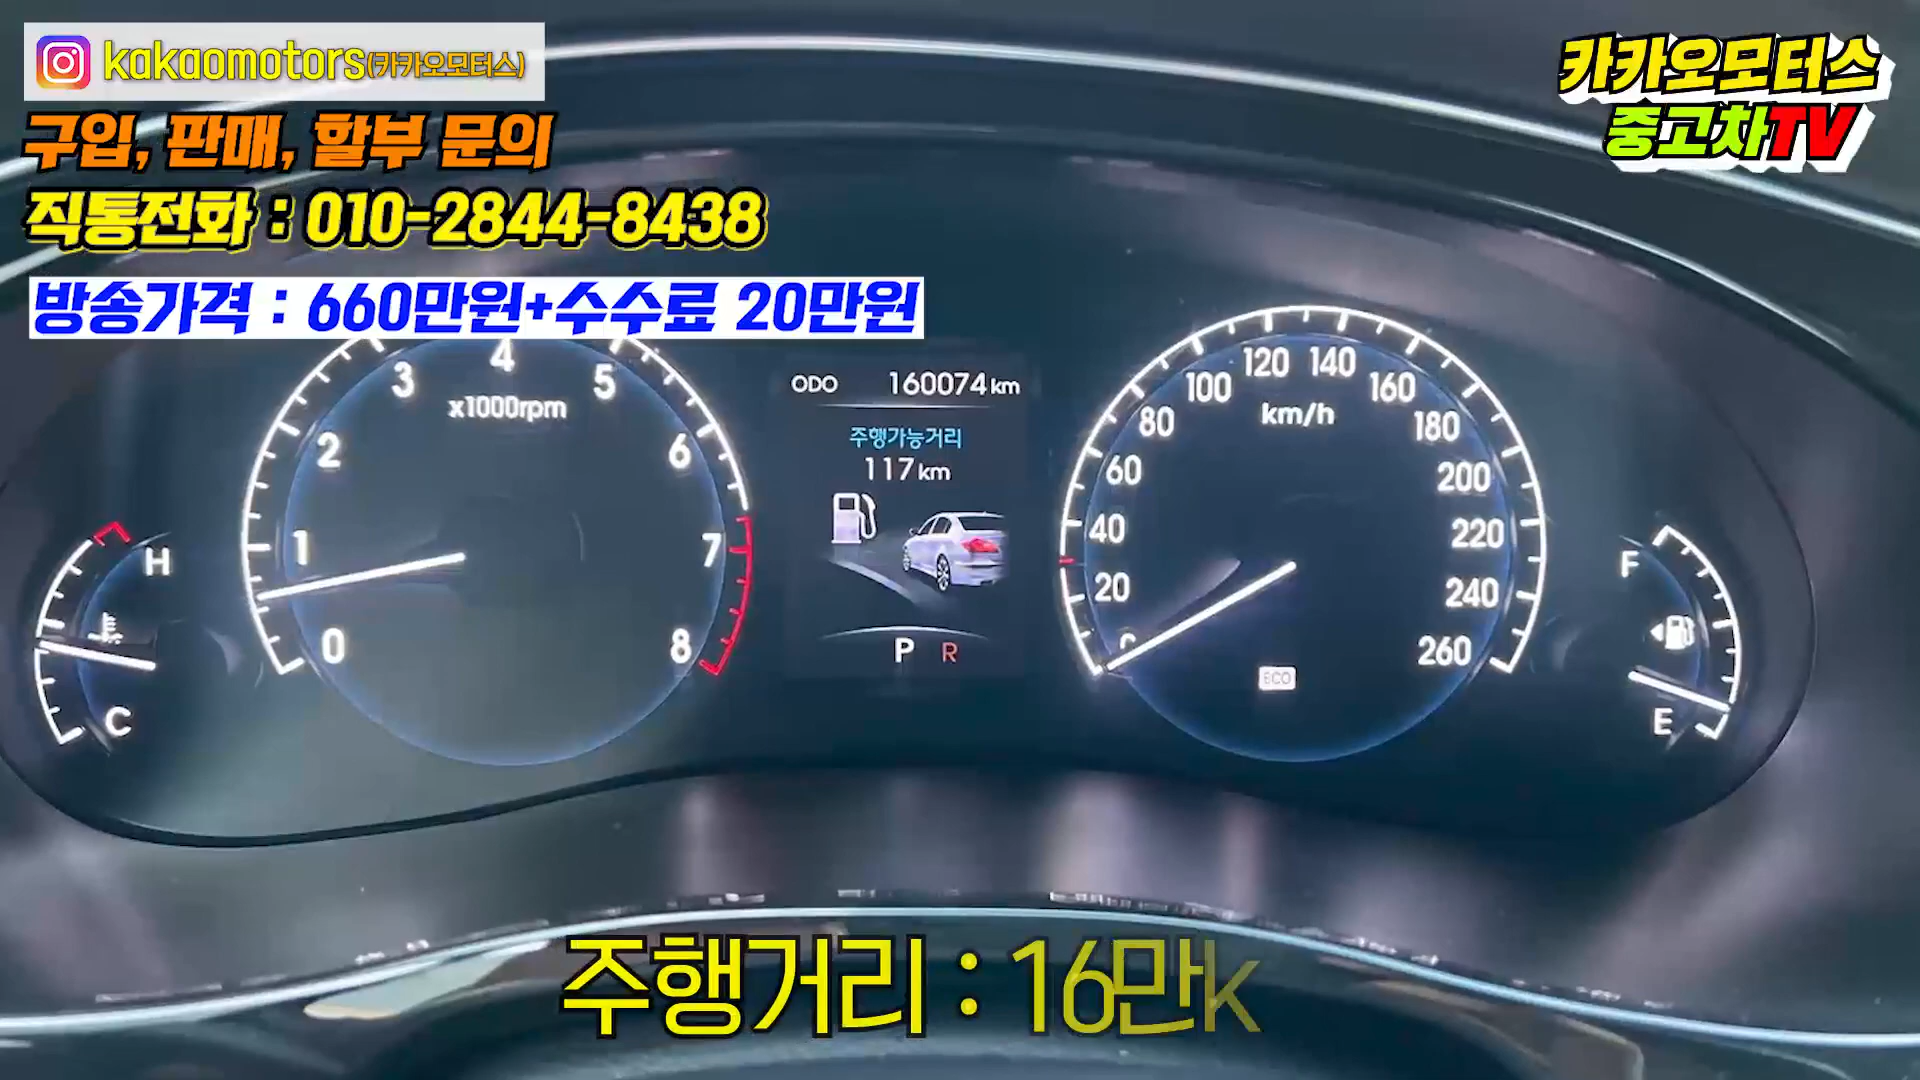 kakaomotors(카카오모터스)
구입, 판매, 할부 문의
직통전화 : 010-2844-8438
방송가격 : 660만원+수수료 20만원
카카오모터스
중고차TV
0 1 2 3 4 5 6 7 8
x1000rpm
H
C
ODO 160074 km
주행가능거리
117 km
P R
0 20 40 60 80 100 120 140 160 180 200 220 240 260
km/h
ECO
F
E
주행거리 : 16만K